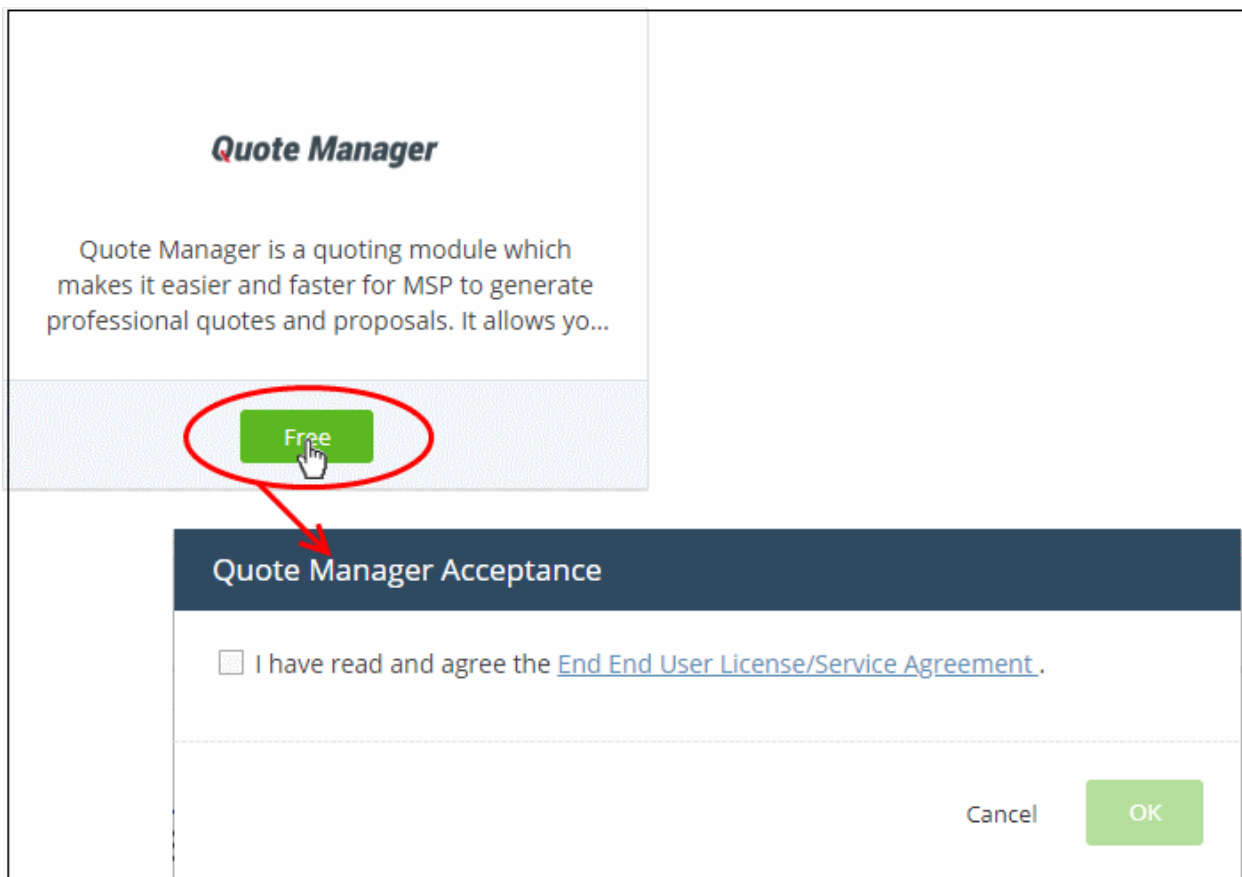 Quote Manager
Quote Manager is a quoting module which
makes it easier and faster for MSP to generate
professional quotes and proposals. It allows yo...
Free
Quote Manager Acceptance
I have read and agree the End End User License/Service Agreement .
Cancel
OK